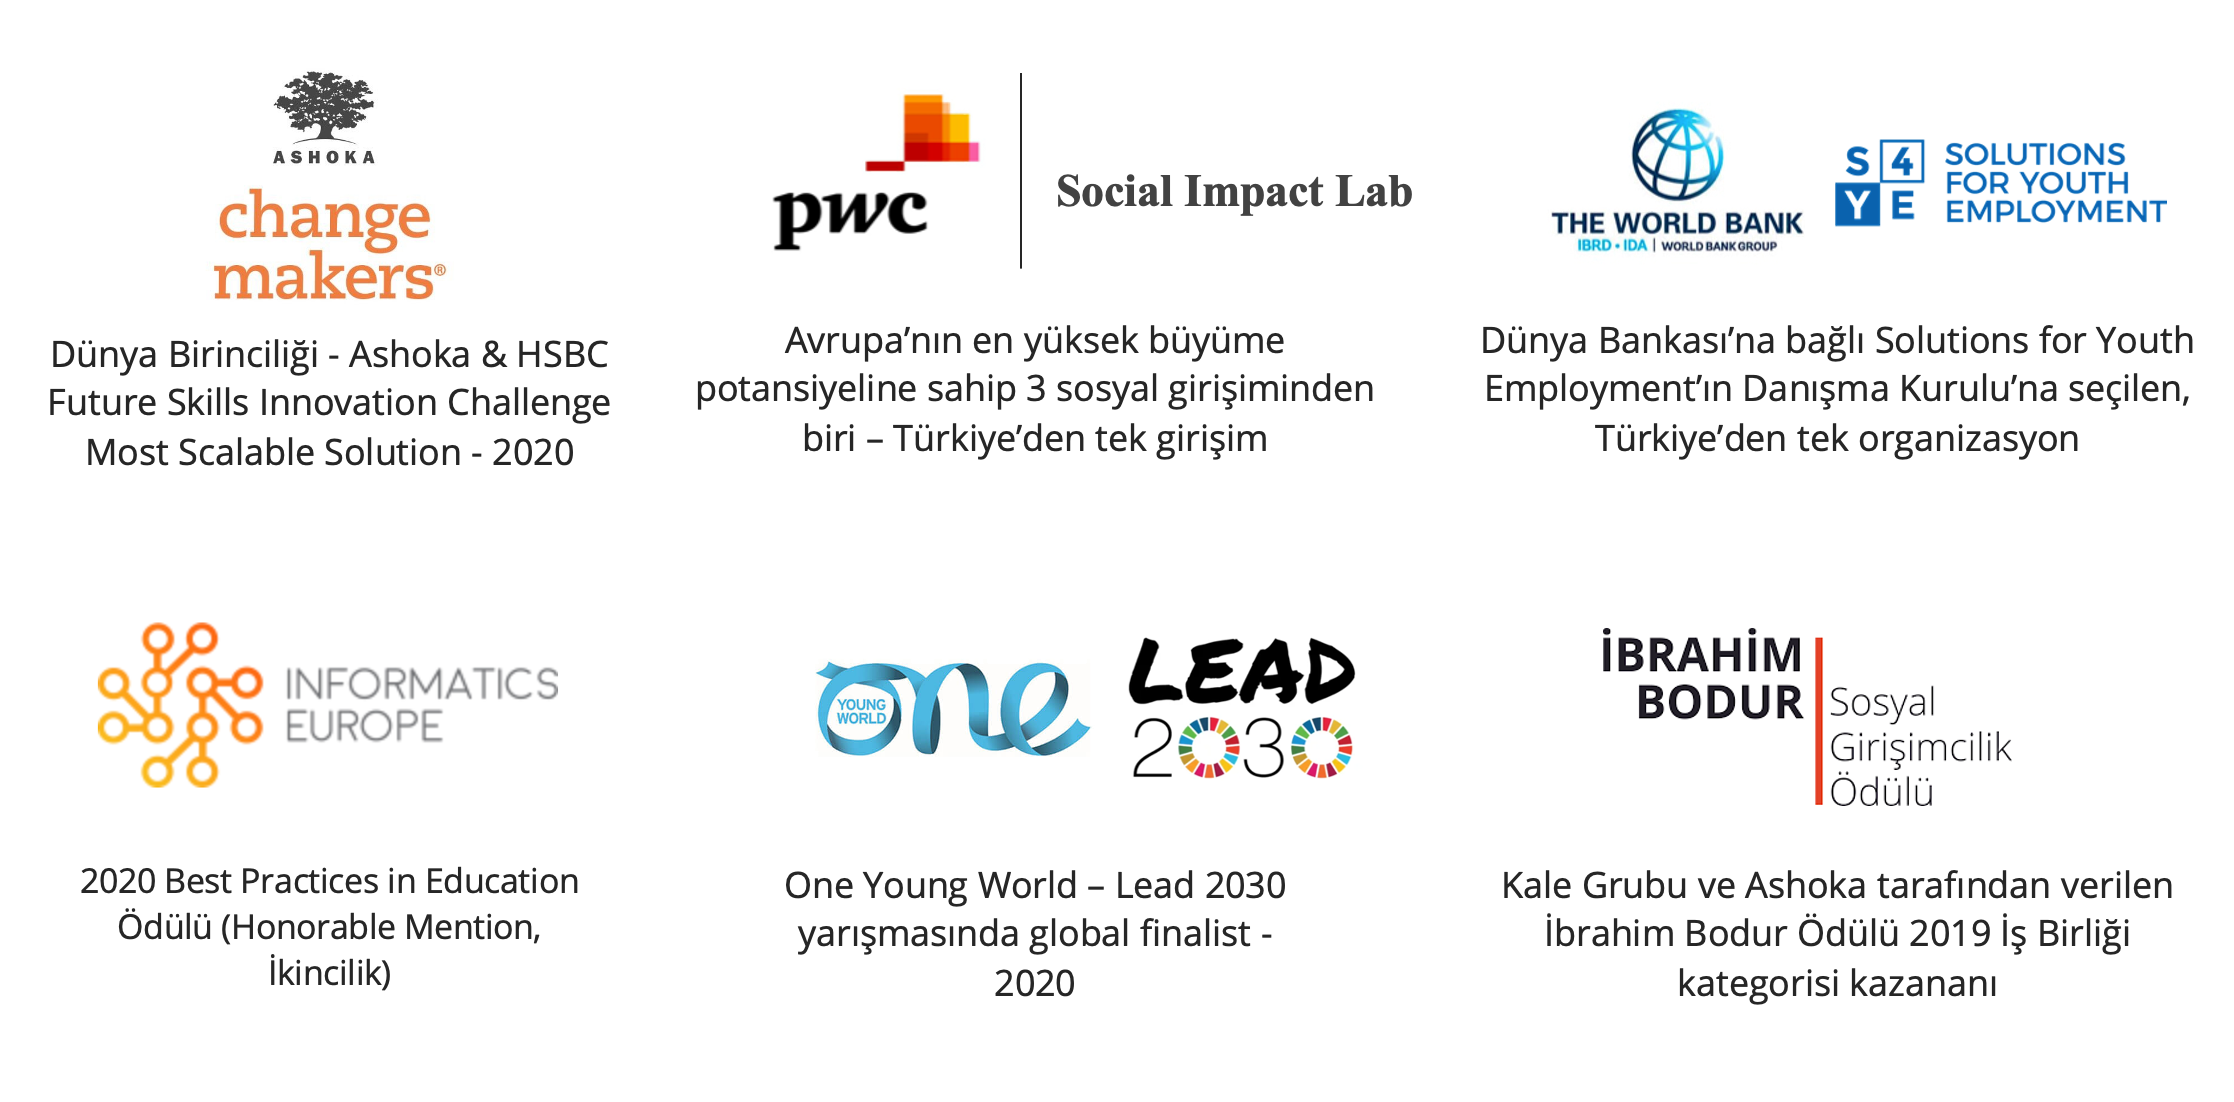 ASHOKA
change
makers®
Dünya Birinciliği - Ashoka & HSBC
Future Skills Innovation Challenge
Most Scalable Solution - 2020
pwc
Social Impact Lab
Avrupa’nın en yüksek büyüme
potansiyeline sahip 3 sosyal girişiminden
biri – Türkiye’den tek girişim
THE WORLD BANK
IBRD • IDA | WORLD BANK GROUP
S4
YE
SOLUTIONS
FOR YOUTH
EMPLOYMENT
Dünya Bankası’na bağlı Solutions for Youth
Employment’ın Danışma Kurulu’na seçilen,
Türkiye’den tek organizasyon
INFORMATICS
EUROPE
2020 Best Practices in Education
Ödülü (Honorable Mention,
İkincilik)
one
YOUNG
WORLD
LEAD
2030
One Young World – Lead 2030
yarışmasında global finalist -
2020
İBRAHİM
BODUR
Sosyal
Girişimcilik
Ödülü
Kale Grubu ve Ashoka tarafından verilen
İbrahim Bodur Ödülü 2019 İş Birliği
kategorisi kazananı